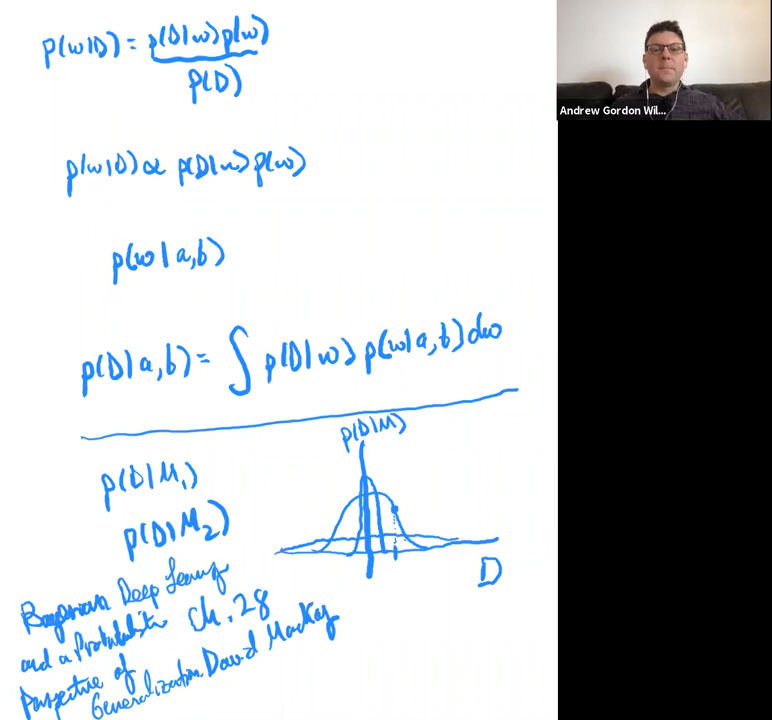 p(w|D) = p(D|w) p(w)
p(D)
p(w|D) ∝ p(D|w) p(w)
p(w | a, b)
p(D|a, b) = ∫ p(D|w) p(w|a, b) dw
p(D|M)
p(D|M₁)
p(D|M₂)
D
Bayesian Deep Learning
and a Probabilistic
Perspective of
Generalization
Ch. 28
David MacKay
Andrew Gordon Wil...